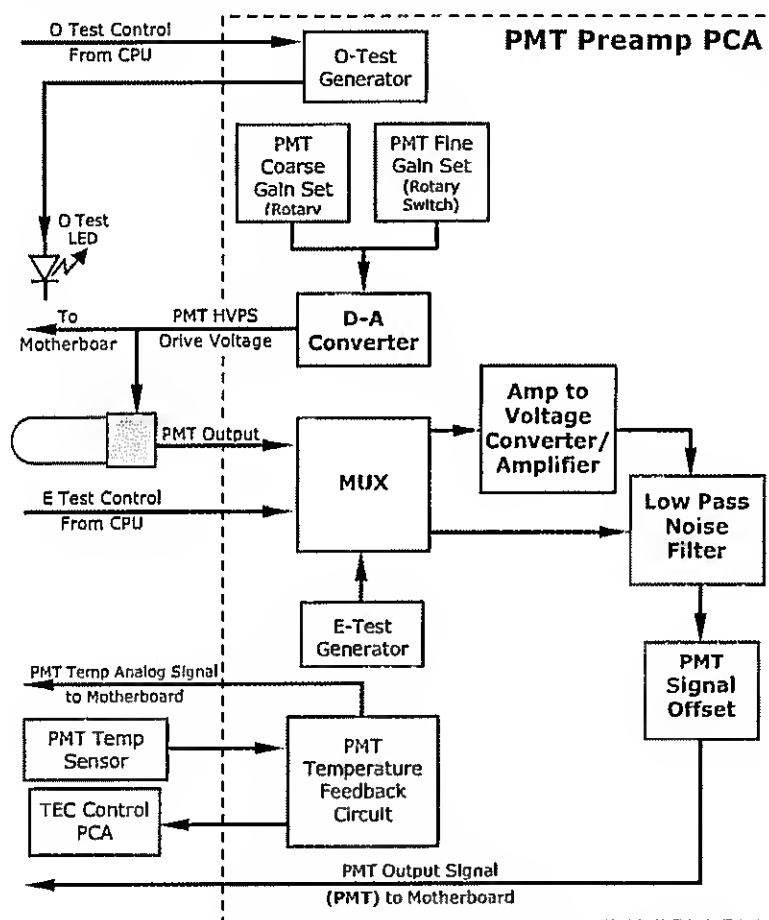 O Test Control
From CPU
PMT Preamp PCA
O-Test
Generator
PMT
Coarse
Gain Set
(Rotary
PMT Fine
Gain Set
(Rotary
Switch)
O Test
LED
To
Motherboar
PMT HVPS
Orive Voltage
D-A
Converter
Amp to
Voltage
Converter/
Amplifier
PMT Output
MUX
E Test Control
From CPU
Low Pass
Noise
Filter
E-Test
Generator
PMT
Signal
Offset
PMT Temp Analog Signal
to Motherboard
PMT Temp
Sensor
PMT
Temperature
Feedback
Circuit
TEC Control
PCA
PMT Output Signal
(PMT) to Motherboard